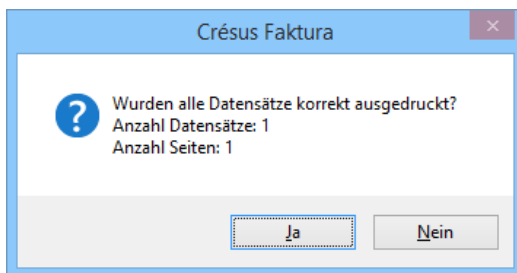 Crésus Faktura
Wurden alle Datensätze korrekt ausgedruckt?
Anzahl Datensätze: 1
Anzahl Seiten: 1
Ja
Nein